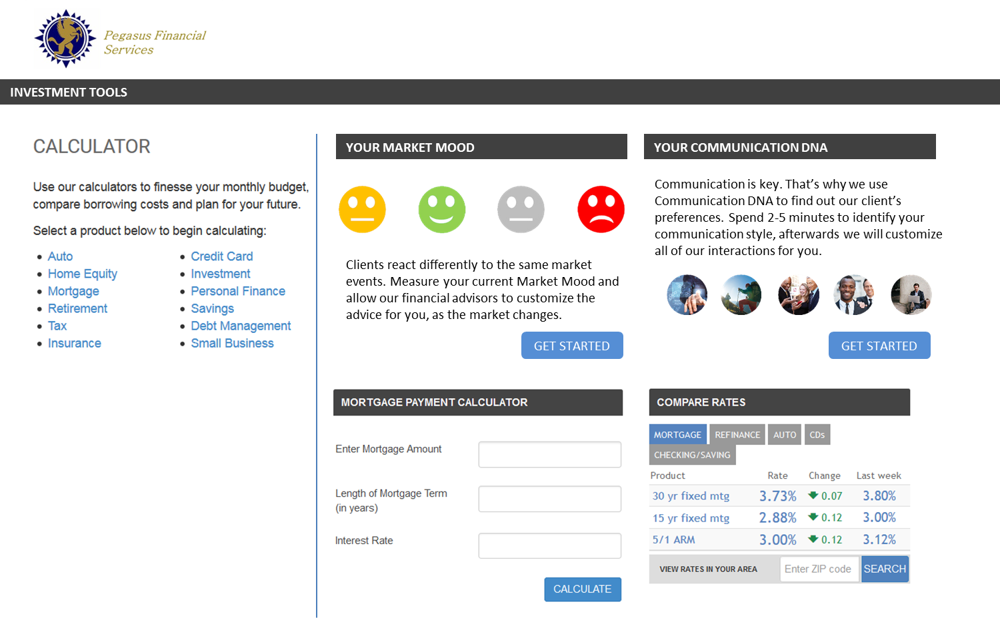 Pegasus Financial
Services
INVESTMENT TOOLS
CALCULATOR
Use our calculators to finesse your monthly budget,
compare borrowing costs and plan for your future.
Select a product below to begin calculating:
Auto
Home Equity
Mortgage
Retirement
Tax
Insurance
Credit Card
Investment
Personal Finance
Savings
Debt Management
Small Business
YOUR MARKET MOOD
Clients react differently to the same market
events. Measure your current Market Mood and
allow our financial advisors to customize the
advice for you, as the market changes.
GET STARTED
YOUR COMMUNICATION DNA
Communication is key. That’s why we use
Communication DNA to find out our client’s
preferences. Spend 2-5 minutes to identify your
communication style, afterwards we will customize
all of our interactions for you.
GET STARTED
MORTGAGE PAYMENT CALCULATOR
Enter Mortgage Amount
Length of Mortgage Term
(in years)
Interest Rate
CALCULATE
COMPARE RATES
MORTGAGE REFINANCE AUTO CDs
CHECKING/SAVING
Product Rate Change Last week
30 yr fixed mtg 3.73% 0.07 3.80%
15 yr fixed mtg 2.88% 0.12 3.00%
5/1 ARM 3.00% 0.12 3.12%
VIEW RATES IN YOUR AREA Enter ZIP code SEARCH